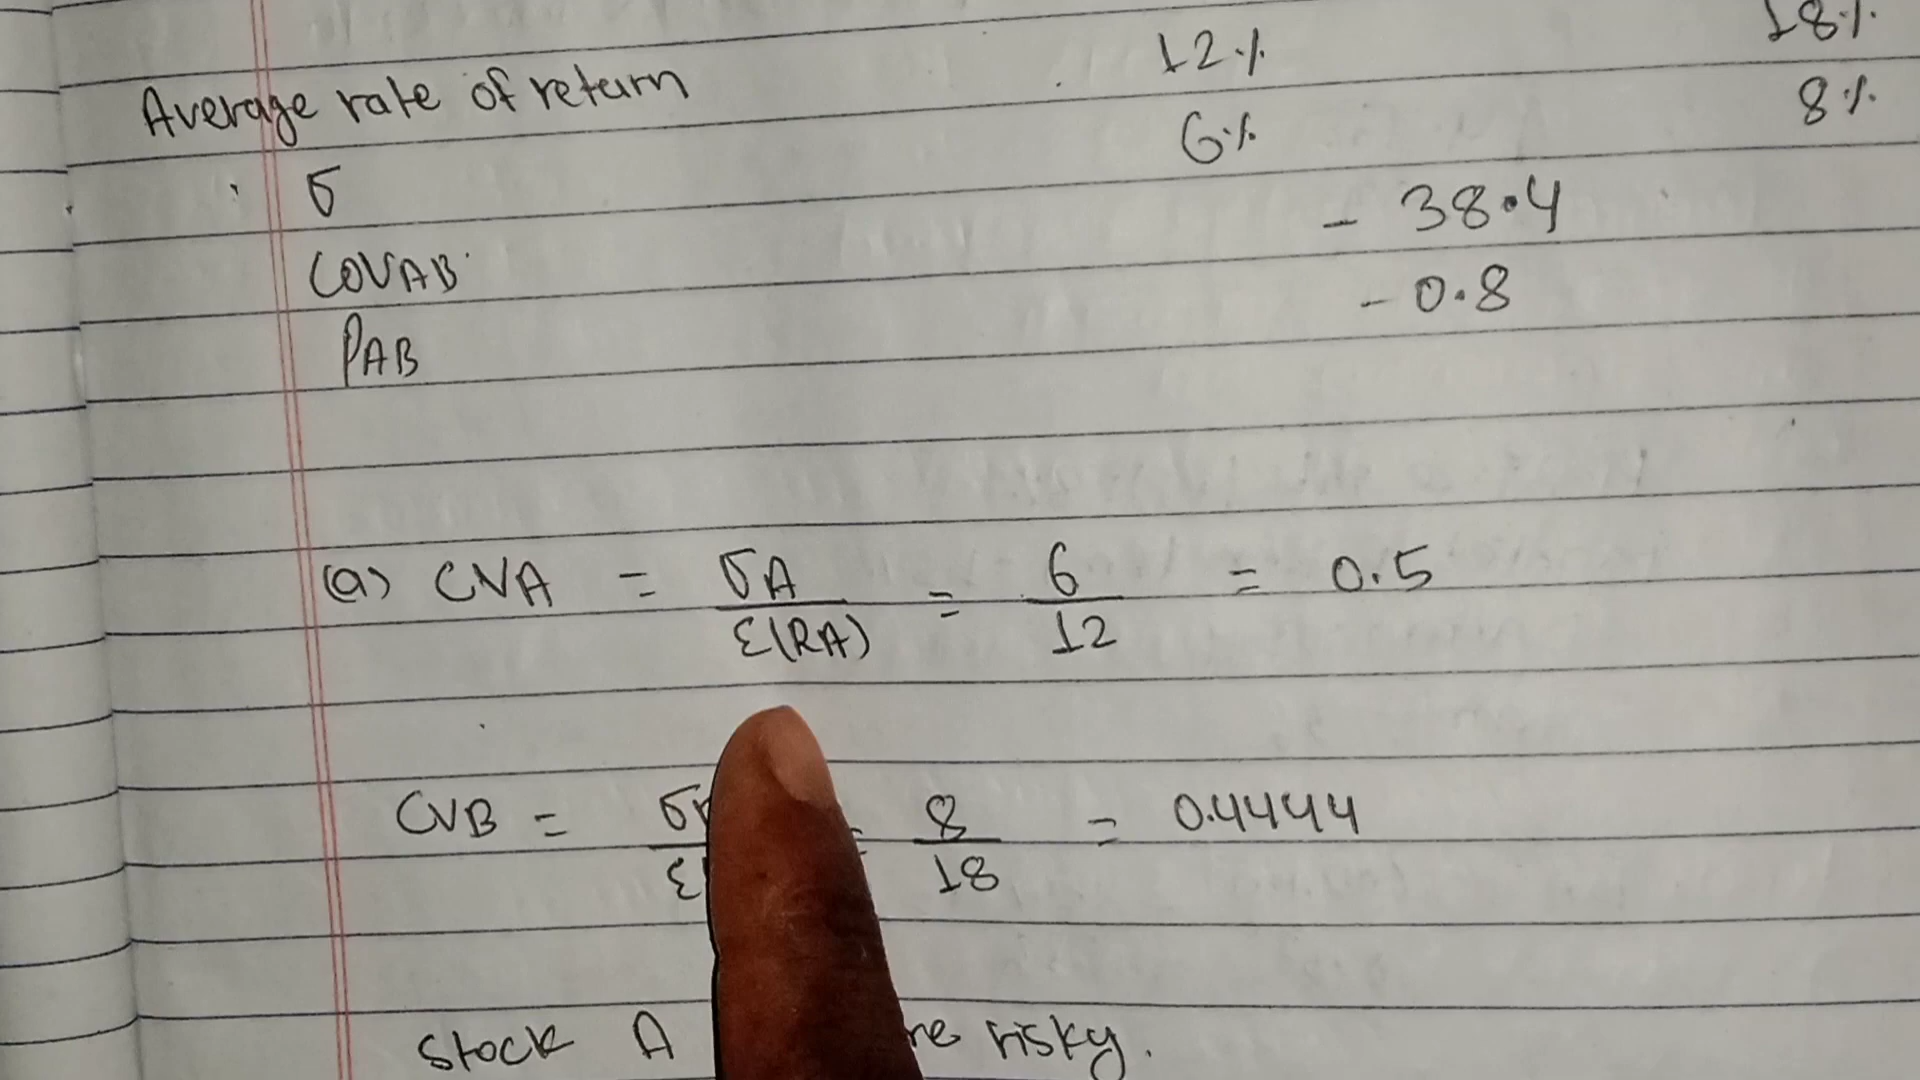 Average rate of return 12% 18%
σ 6% 8%
COVAB - 38.4
PAB - 0.8
(a) CVA = σA / E(RA) = 6 / 12 = 0.5
CVB = = 8 / 18 = 0.4444
Stock A risky.